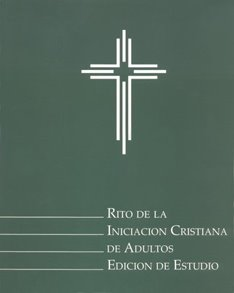 RITO DE LA
INICIACION CRISTIANA
DE ADULTOS
EDICION DE ESTUDIO